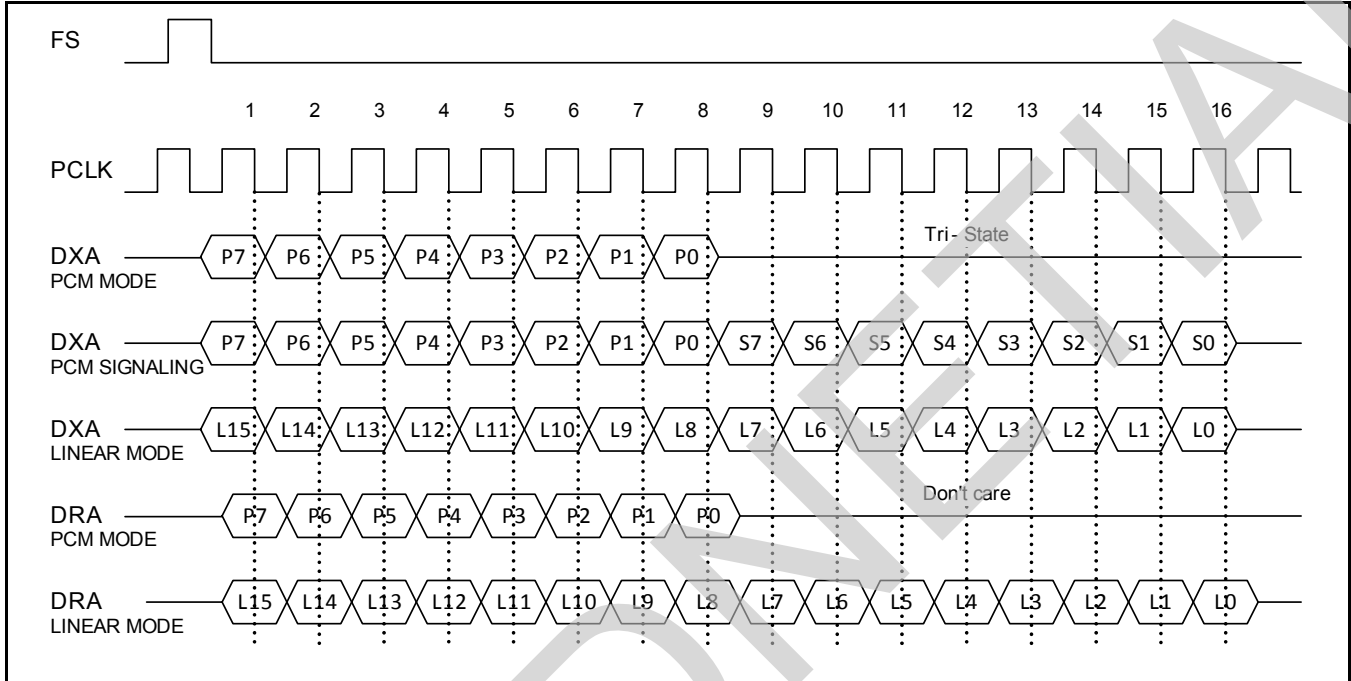 FS
1 2 3 4 5 6 7 8 9 10 11 12 13 14 15 16
PCLK
Tri-State
DXA P7 P6 P5 P4 P3 P2 P1 P0
PCM MODE
DXA P7 P6 P5 P4 P3 P2 P1 P0 S7 S6 S5 S4 S3 S2 S1 S0
PCM SIGNALING
DXA L15 L14 L13 L12 L11 L10 L9 L8 L7 L6 L5 L4 L3 L2 L1 L0
LINEAR MODE
Don't care
DRA P7 P6 P5 P4 P3 P2 P1 P0
PCM MODE
DRA L15 L14 L13 L12 L11 L10 L9 L8 L7 L6 L5 L4 L3 L2 L1 L0
LINEAR MODE